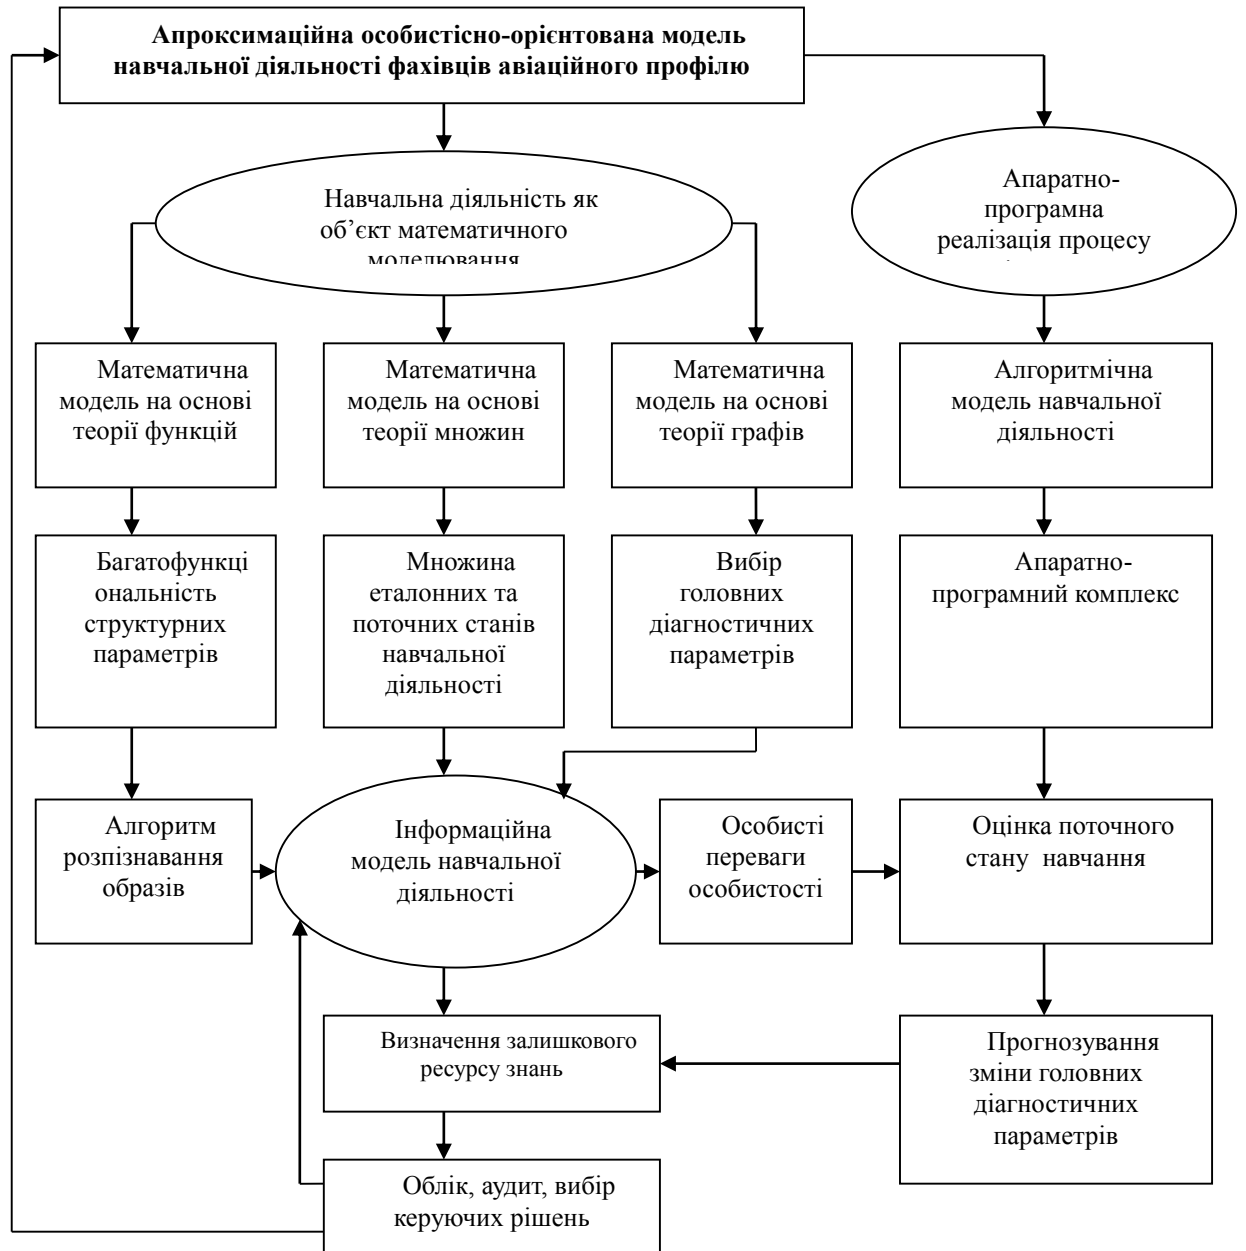 Апроксимаційна особистісно-орієнтована модель
навчальної діяльності фахівців авіаційного профілю
Навчальна діяльність як
об’єкт математичного
моделювання
Апаратно-
програмна
реалізація процесу
Математична
модель на основі
теорії функцій
Математична
модель на основі
теорії множин
Математична
модель на основі
теорії графів
Алгоритмічна
модель навчальної
діяльності
Багатофункці
ональність
структурних
параметрів
Множина
еталонних та
поточних станів
навчальної
діяльності
Вибір
головних
діагностичних
параметрів
Апаратно-
програмний комплекс
Алгоритм
розпізнавання
образів
Інформаційна
модель навчальної
діяльності
Особисті
переваги
особистості
Оцінка поточного
стану навчання
Визначення залишкового
ресурсу знань
Прогнозування
зміни головних
діагностичних
параметрів
Облік, аудит, вибір
керуючих рішень